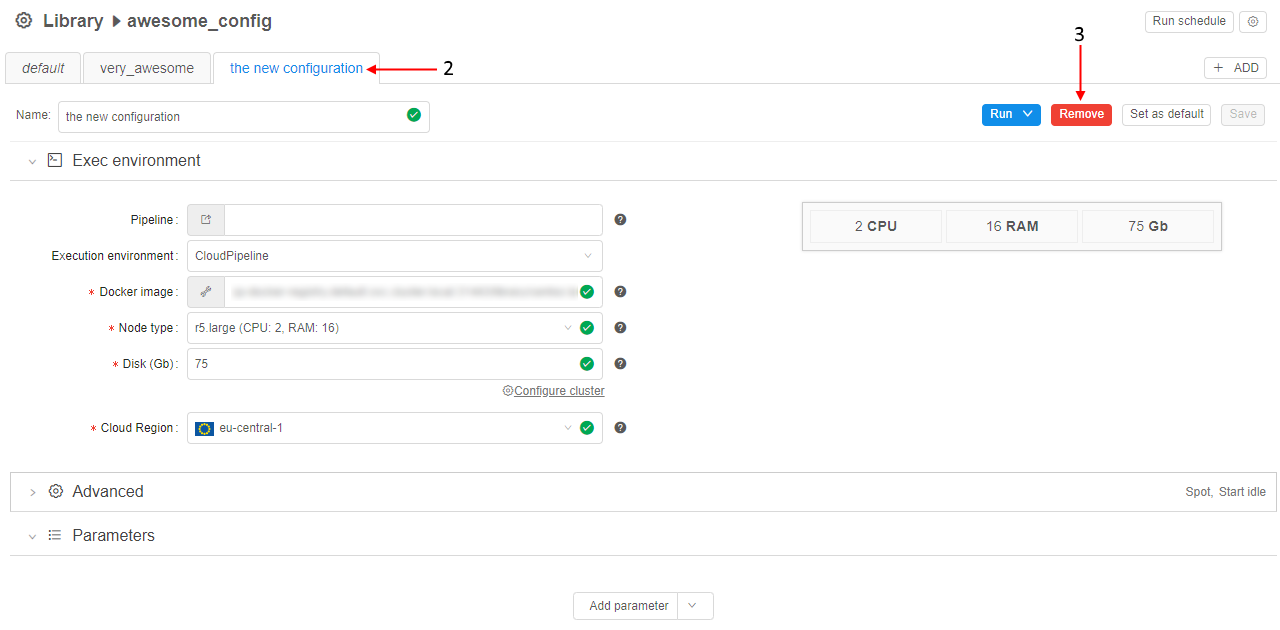 Library awesome_config
Run schedule
3
default
very_awesome
the new configuration
2
+ ADD
Name:
the new configuration
Run
Remove
Set as default
Save
Exec environment
Pipeline :
2 CPU
16 RAM
75 Gb
Execution environment :
CloudPipeline
* Docker image :
* Node type :
r5.large (CPU: 2, RAM: 16)
* Disk (Gb) :
75
Configure cluster
* Cloud Region :
eu-central-1
Advanced
Spot, Start idle
Parameters
Add parameter